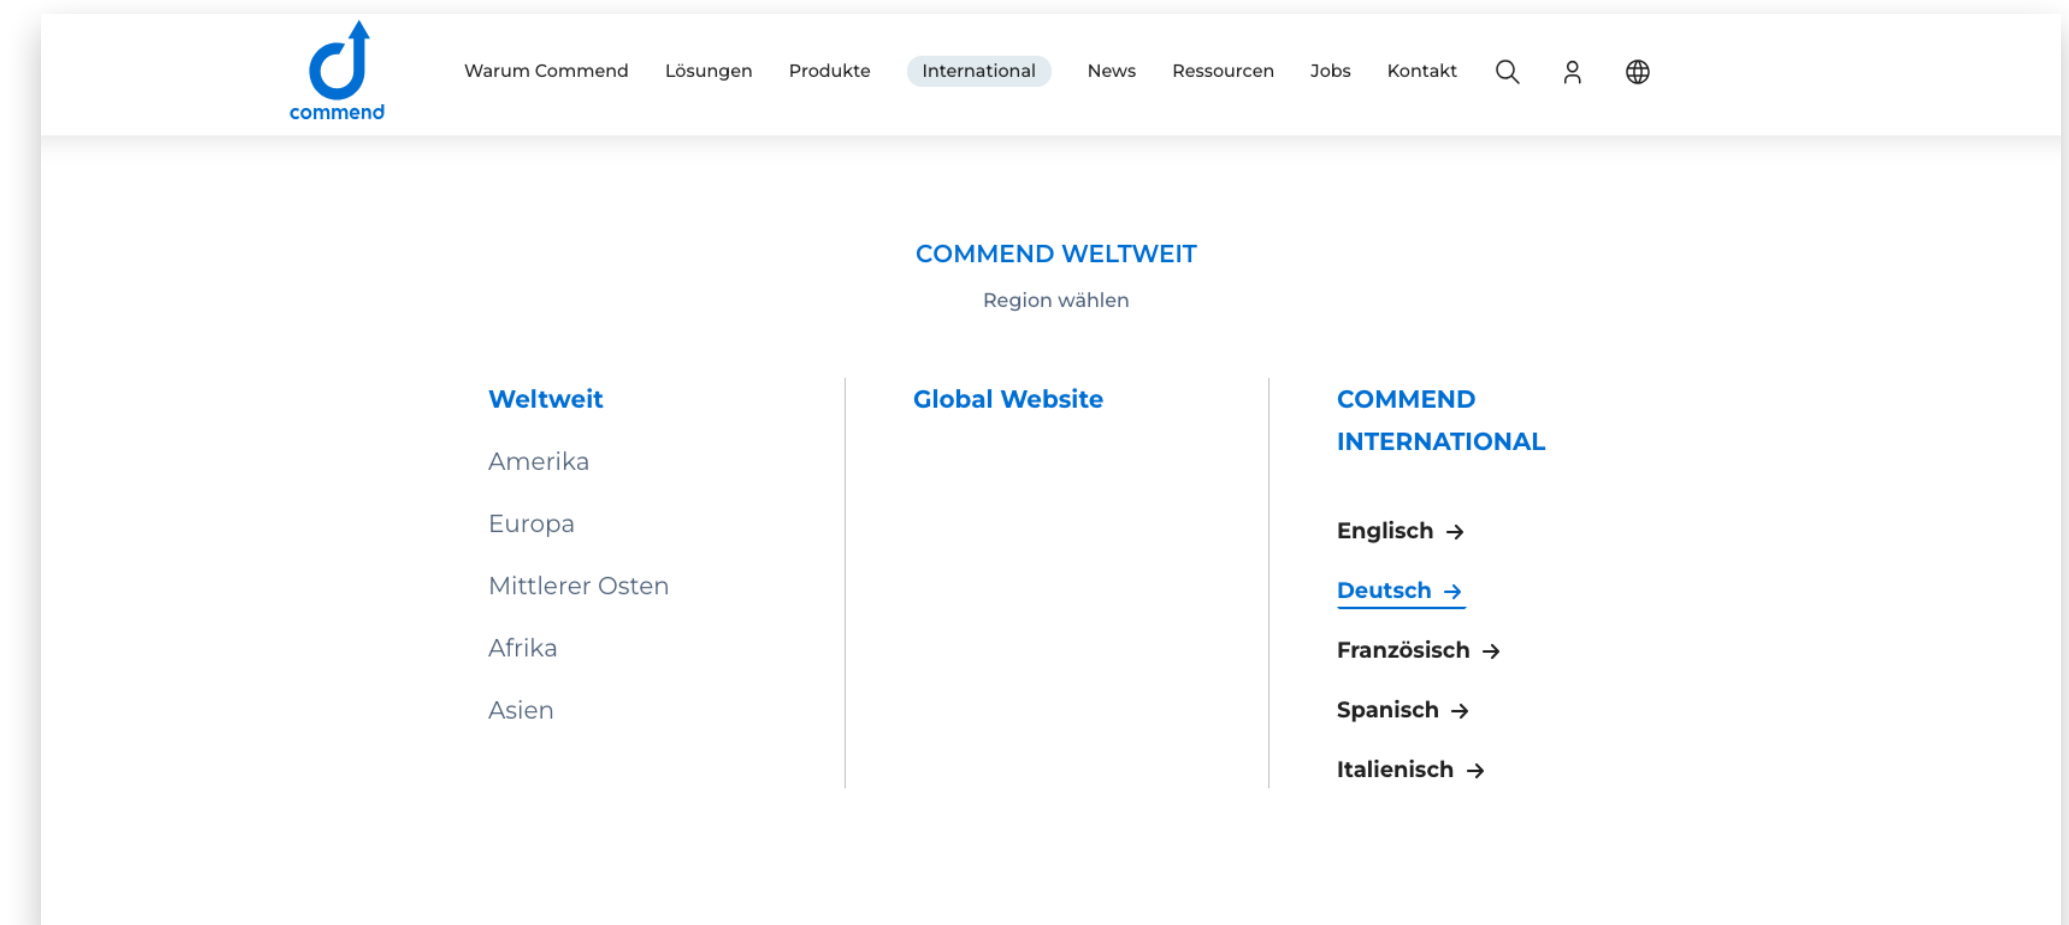 commend
Warum Commend Lösungen Produkte International News Ressourcen Jobs Kontakt
COMMEND WELTWEIT
Region wählen
Weltweit
Amerika
Europa
Mittlerer Osten
Afrika
Asien
Global Website
COMMEND
INTERNATIONAL
Englisch →
Deutsch →
Französisch →
Spanisch →
Italienisch →